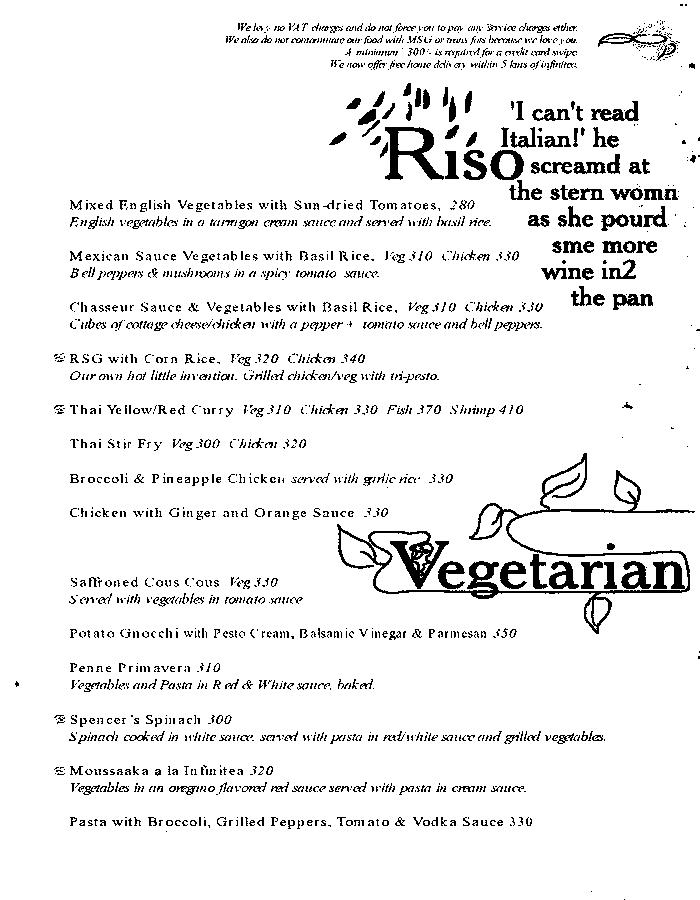 We levy no VAT charges and do not force you to pay any Service charges either.
We also do not contaminate our food with MSG or trans fats because we love you.
A minimum 300 is required for a credit card swipe
We now offer free home delivery within 5 kms of infinitea.
Riso
'I can't read
Italian!' he
screamd at
the stern womn
as she pourd
sme more
wine in2
the pan
Mixed English Vegetables with Sun-dried Tomatoes, 280
English vegetables in a tarragon cream sauce and served with basil rice.
Mexican Sauce Vegetables with Basil Rice, Veg 310 Chicken 330
Bell peppers & mushrooms in a spicy tomato sauce.
Chasseur Sauce & Vegetables with Basil Rice, Veg 310 Chicken 330
Cubes of cottage cheese/chicken with a pepper + tomato sauce and bell peppers.
RSG with Corn Rice, Veg 320 Chicken 340
Our own hot little invention. Grilled chicken/veg with tri-pesto.
Thai Yellow/Red Curry Veg 310 Chicken 330 Fish 370 Shrimp 410
Thai Stir Fry Veg 300 Chicken 320
Broccoli & Pineapple Chicken served with garlic rice 330
Chicken with Ginger and Orange Sauce 330
Vegetarian
Saffroned Cous Cous Veg 330
Served with vegetables in tomato sauce
Potato Gnocchi with Pesto Cream, Balsamic Vinegar & Parmesan 350
Penne Primavera 310
Vegetables and Pasta in Red & White sauce, baked.
Spencer's Spinach 300
Spinach cooked in white sauce, served with pasta in red/white sauce and grilled vegetables.
Moussaaka a la Infinitea 320
Vegetables in an oregano flavored red sauce served with pasta in cream sauce.
Pasta with Broccoli, Grilled Peppers, Tomato & Vodka Sauce 330